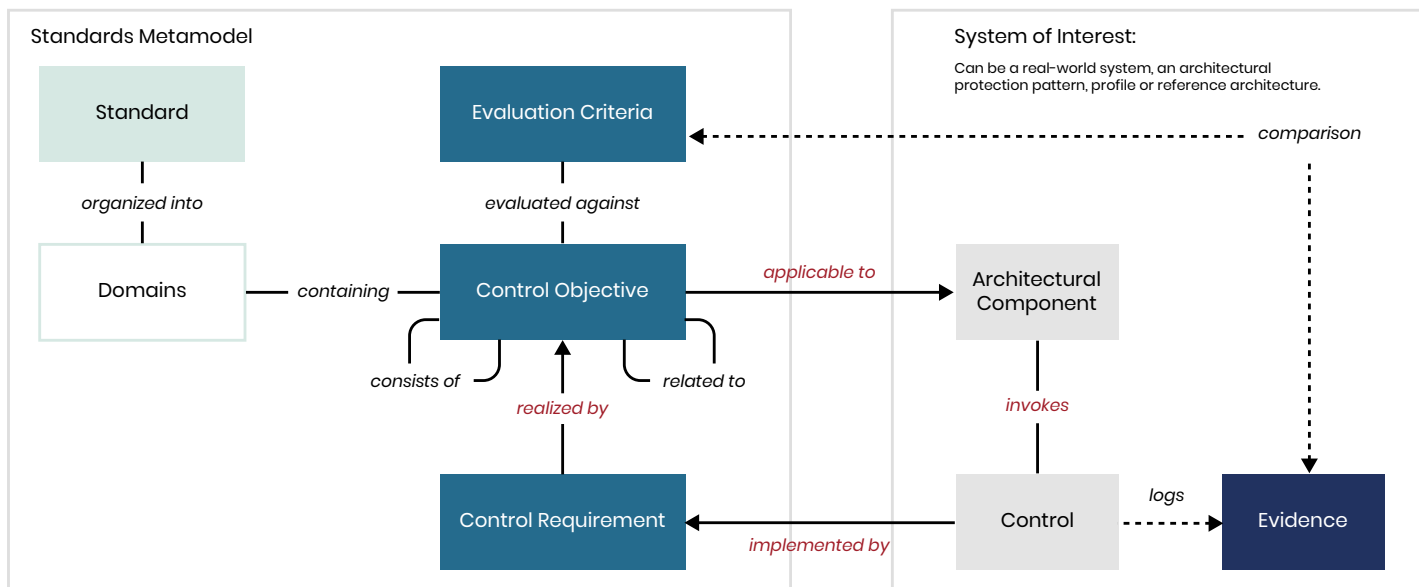 Standards Metamodel
Standard
organized into
Domains
containing
Evaluation Criteria
evaluated against
Control Objective
consists of
related to
realized by
Control Requirement
applicable to
implemented by
System of Interest:
Can be a real-world system, an architectural
protection pattern, profile or reference architecture.
comparison
Architectural
Component
invokes
Control
logs
Evidence